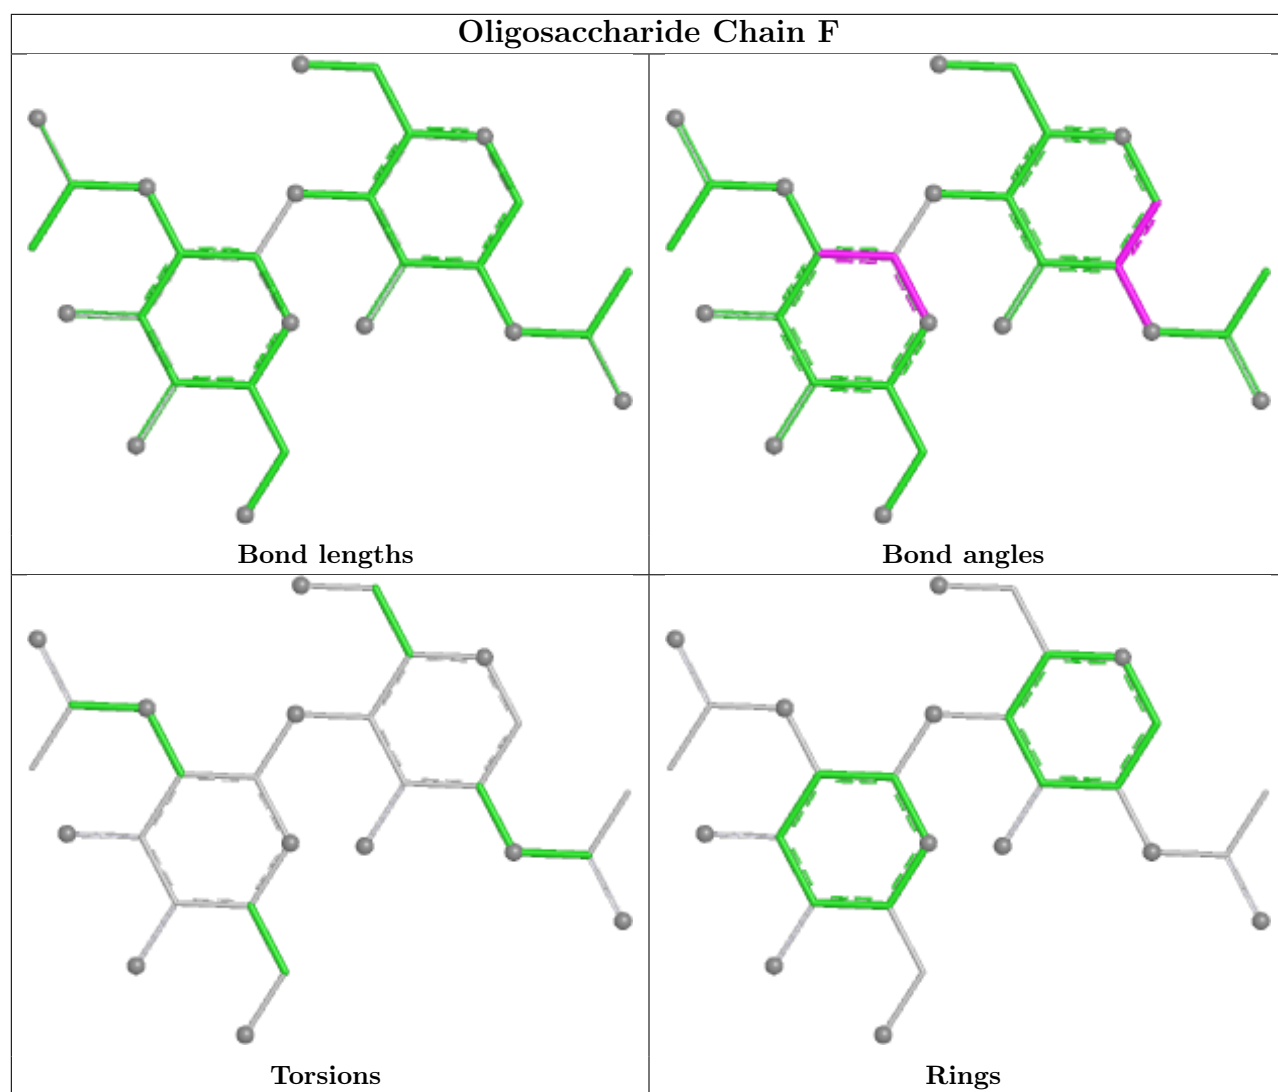 Oligosaccharide Chain F
Bond lengths
Bond angles
Torsions
Rings